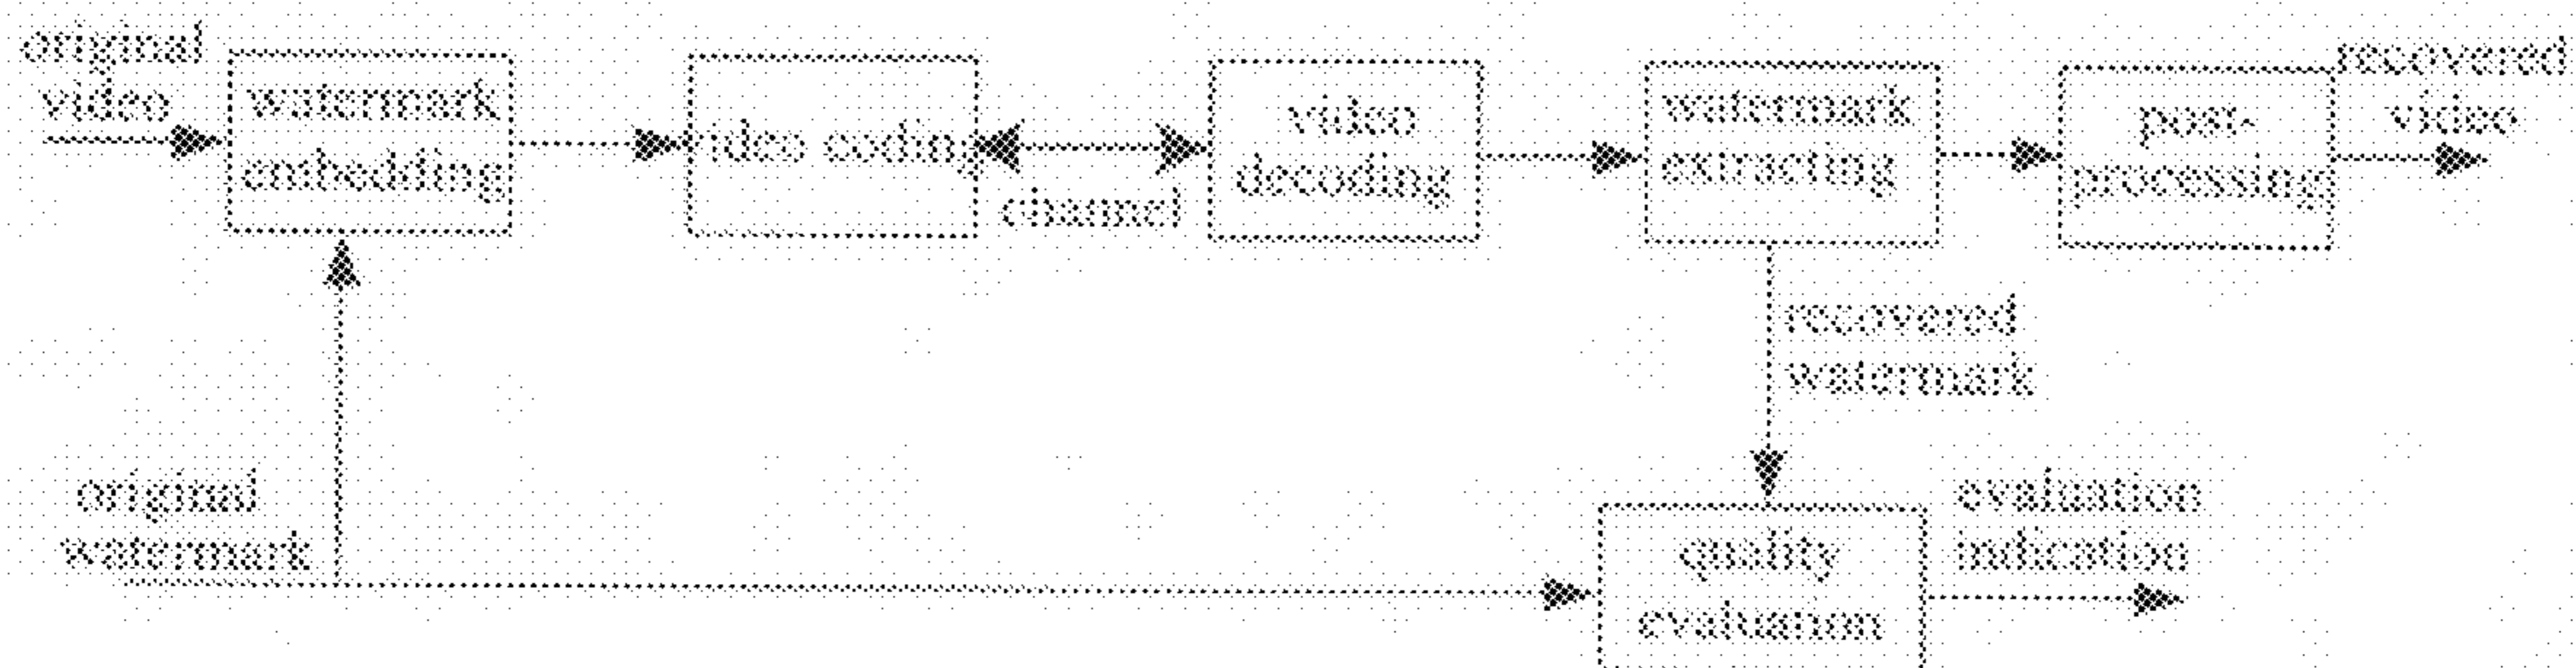 original
video
watermark
embedding
ideo coding
channel
video
decoding
watermark
extracting
post-
processing
recovered
video
recovered
watermark
original
watermark
quality
evaluation
evaluation
indication